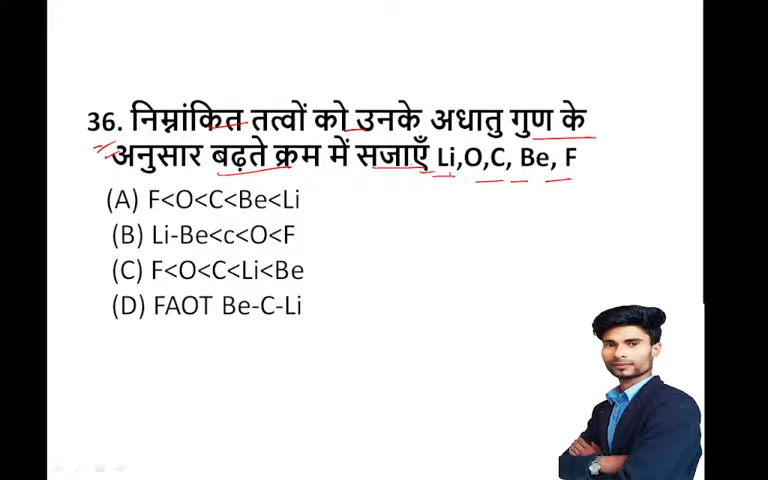 36. निम्नांकित तत्वों को उनके अधातु गुण के
अनुसार बढ़ते क्रम में सजाएँ Li,O,C, Be, F
(A) F<O<C<Be<Li
(B) Li-Be<c<O<F
(C) F<O<C<Li<Be
(D) FAOT Be-C-Li